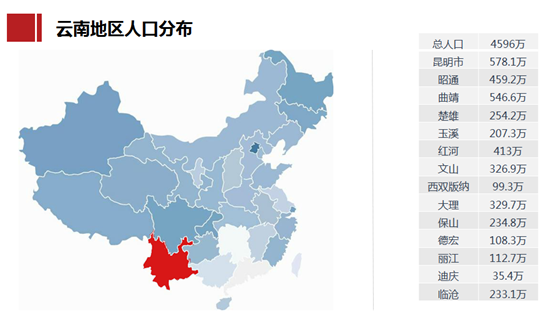 云南地区人口分布
总人口 4596万
昆明市 578.1万
昭通 459.2万
曲靖 546.6万
楚雄 254.2万
玉溪 207.3万
红河 413万
文山 326.9万
西双版纳 99.3万
大理 329.7万
保山 234.8万
德宏 108.3万
丽江 112.7万
迪庆 35.4万
临沧 233.1万